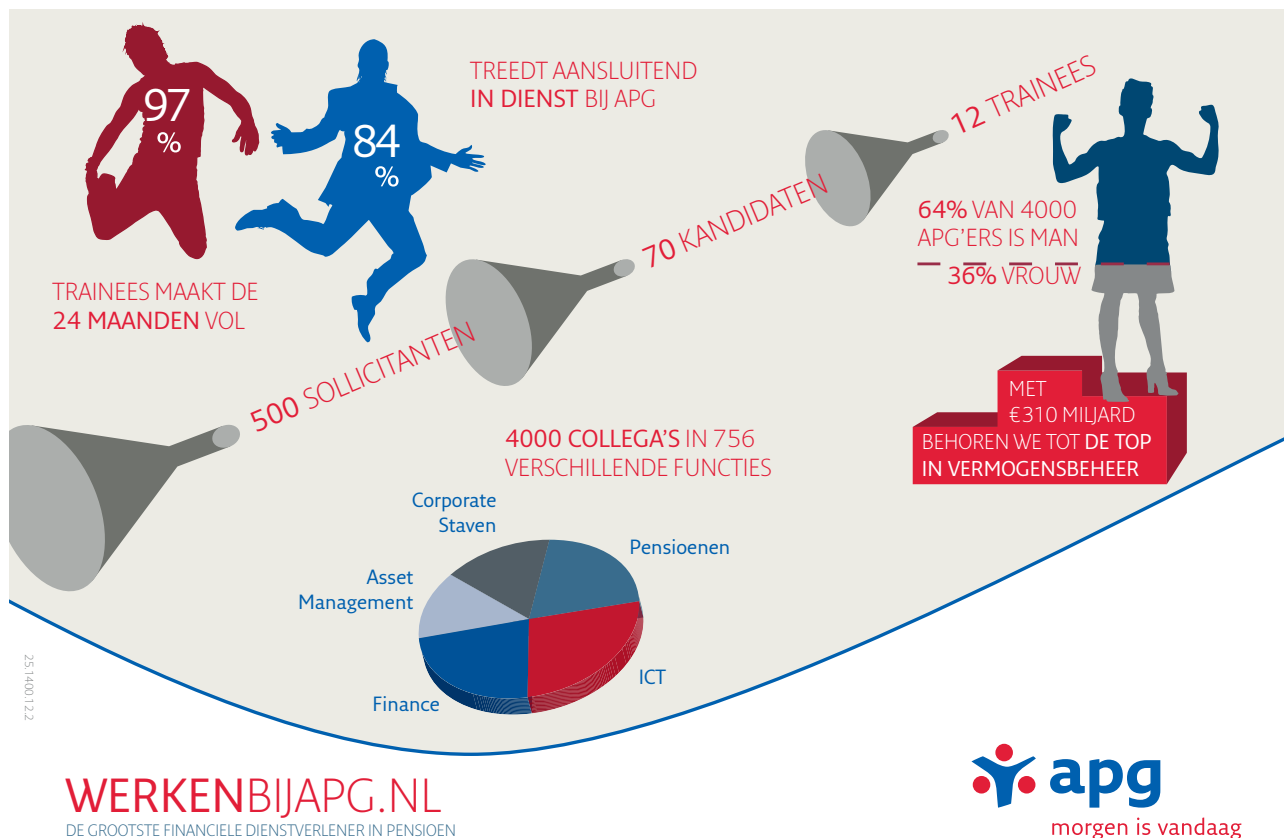 97
%
TRAINEES MAAKT DE
24 MAANDEN VOL
84
%
TREEDT AANSLUITEND
IN DIENST BIJ APG
500 SOLLICITANTEN
70 KANDIDATEN
12 TRAINEES
64% VAN 4000
APG'ERS IS MAN
36% VROUW
MET
€310 MILJARD
BEHOREN WE TOT DE TOP
IN VERMOGENSBEHEER
4000 COLLEGA'S IN 756
VERSCHILLENDE FUNCTIES
Corporate
Staven
Pensioenen
Asset
Management
ICT
Finance
25.1400.12.2
WERKENBIJAPG.NL
DE GROOTSTE FINANCIELE DIENSTVERLENER IN PENSIOEN
apg
morgen is vandaag